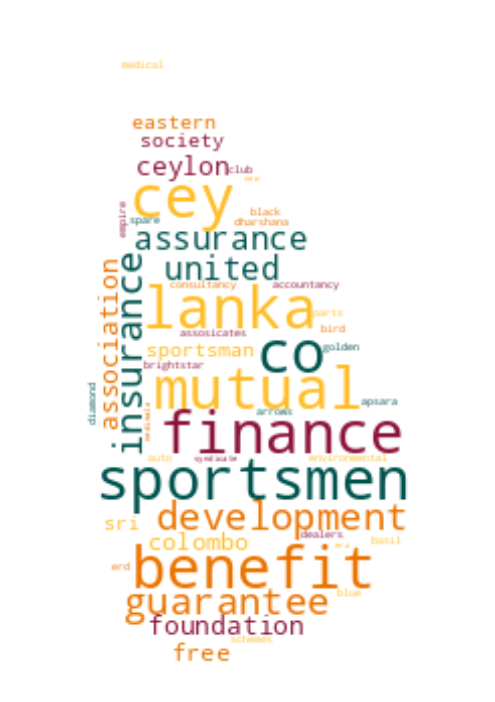 medical
eastern
society
ceylon club
cey
spare black
empire dharshana
assurance
united
consultancy accountancy
lanka parts
association insurance
assosicates bird
sportsman co golden
brightstar
mutual apsara
diamond arrows
finance
auto syndicate environmental
sportsmen
development
sri dealers
colombo basil
benefit
erd
guarantee blue
foundation
schemes
free